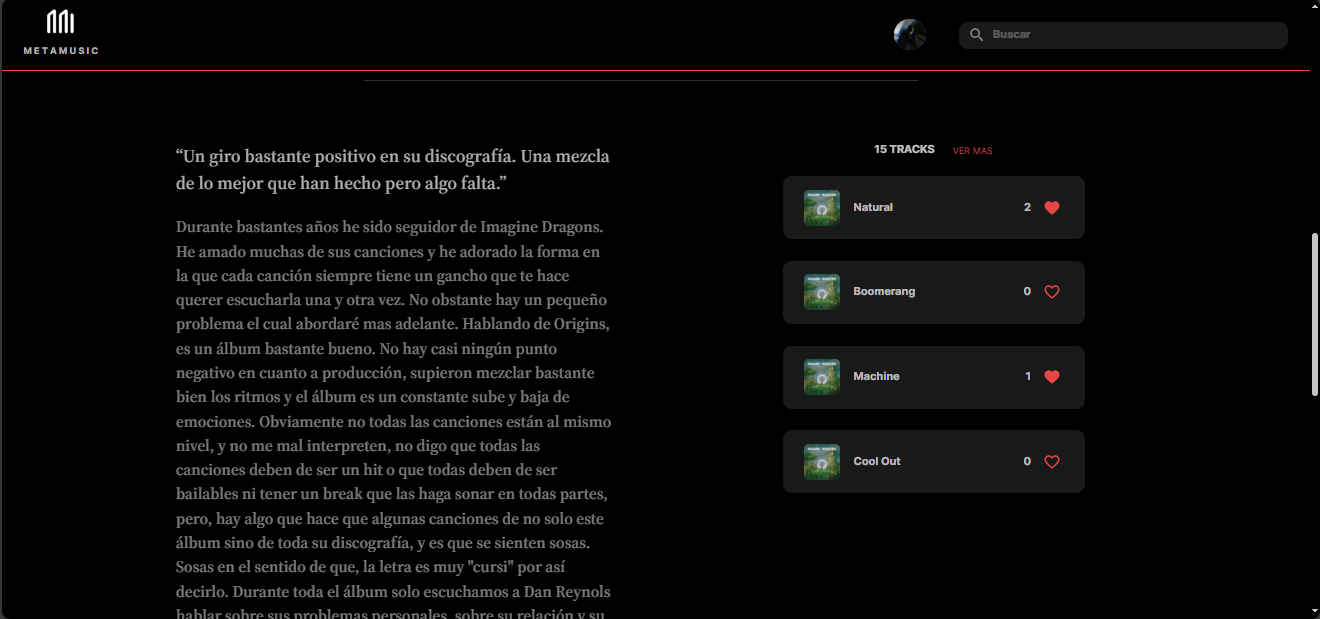 METAMUSIC
Buscar
“Un giro bastante positivo en su discografía. Una mezcla
de lo mejor que han hecho pero algo falta.”
Durante bastantes años he sido seguidor de Imagine Dragons.
He amado muchas de sus canciones y he adorado la forma en
la que cada canción siempre tiene un gancho que te hace
querer escucharla una y otra vez. No obstante hay un pequeño
problema el cual abordaré mas adelante. Hablando de Origins,
es un álbum bastante bueno. No hay casi ningún punto
negativo en cuanto a producción, supieron mezclar bastante
bien los ritmos y el álbum es un constante sube y baja de
emociones. Obviamente no todas las canciones están al mismo
nivel, y no me mal interpreten, no digo que todas las
canciones deben de ser un hit o que todas deben de ser
bailables ni tener un break que las haga sonar en todas partes,
pero, hay algo que hace que algunas canciones de no solo este
álbum sino de toda su discografía, y es que se sienten sosas.
Sosas en el sentido de que, la letra es muy "cursi" por así
decirlo. Durante toda el álbum solo escuchamos a Dan Reynols
hablar sobre sus problemas personales, sobre su relación y su
15 TRACKS VER MAS
Natural 2
Boomerang 0
Machine 1
Cool Out 0